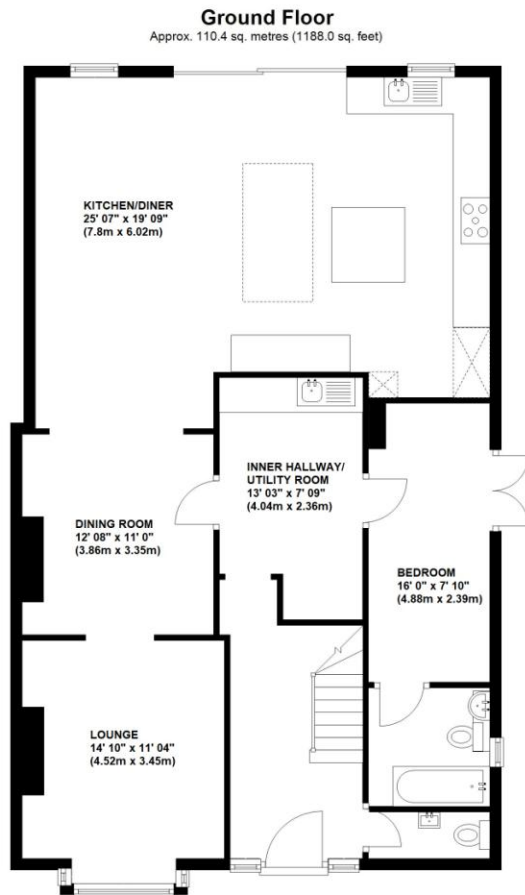 Ground Floor
Approx. 110.4 sq. metres (1188.0 sq. feet)
KITCHEN/DINER
25' 07" x 19' 09"
(7.8m x 6.02m)
INNER HALLWAY/
UTILITY ROOM
13' 03" x 7' 09"
(4.04m x 2.36m)
DINING ROOM
12' 08" x 11' 0"
(3.86m x 3.35m)
BEDROOM
16' 0" x 7' 10"
(4.88m x 2.39m)
LOUNGE
14' 10" x 11' 04"
(4.52m x 3.45m)